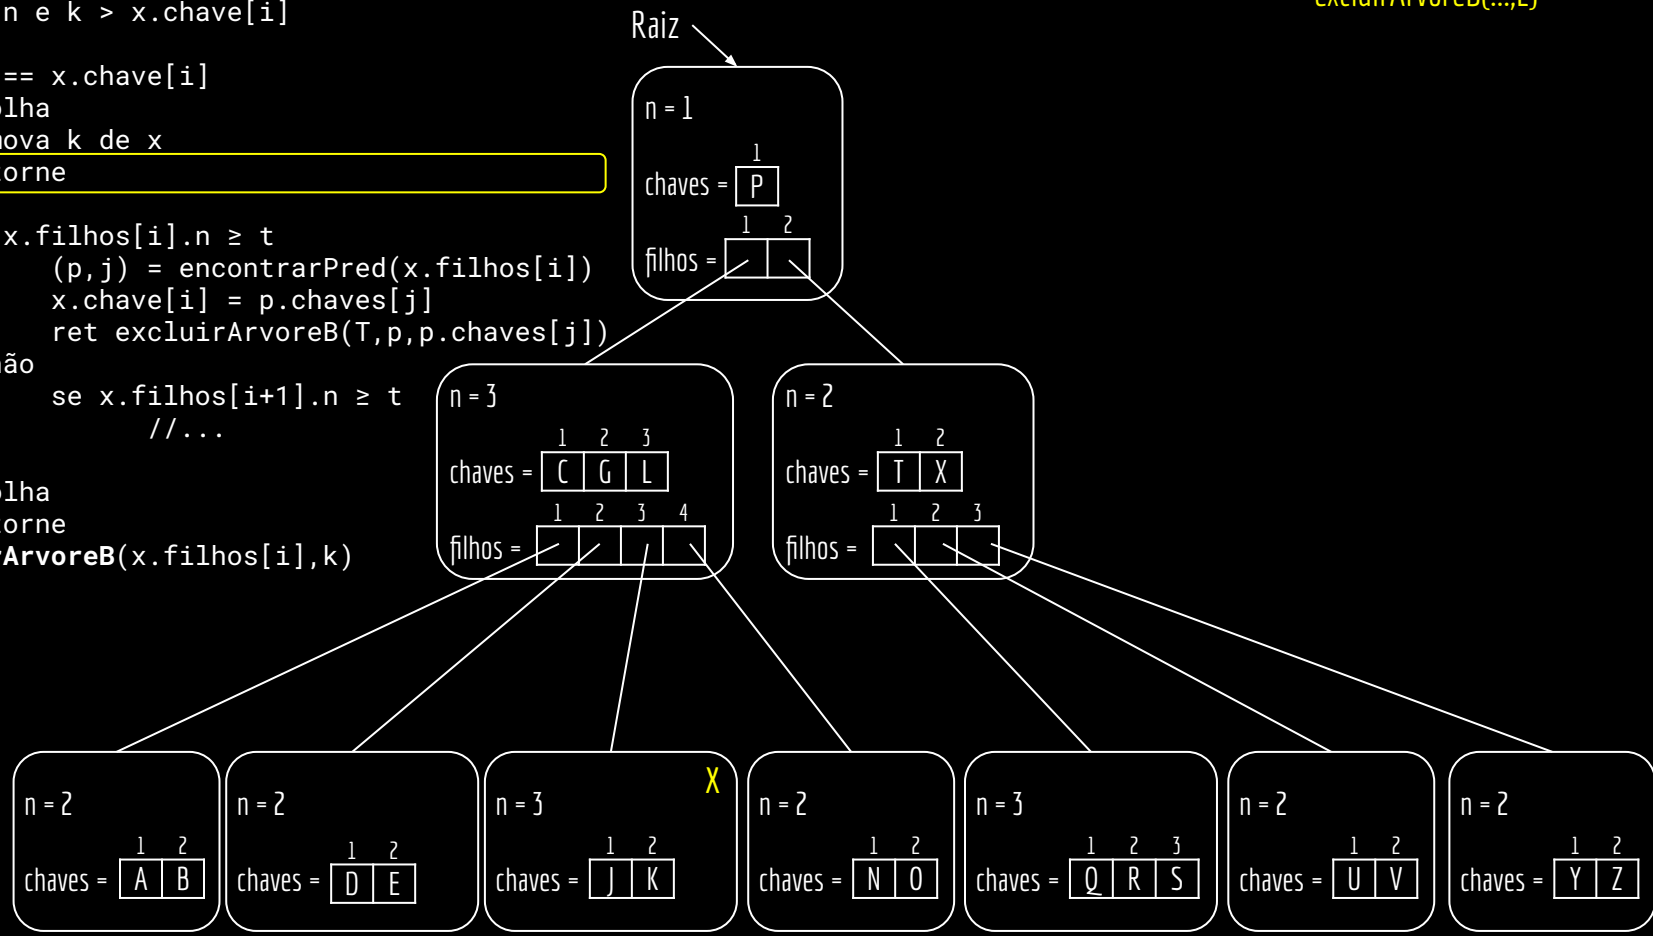 n e k > x.chave[i]
== x.chave[i]
lha
ova k de x
orne
x.filhos[i].n ≥ t
(p,j) = encontrarPred(x.filhos[i])
x.chave[i] = p.chaves[j]
ret excluirArvoreB(T,p,p.chaves[j])
ão
se x.filhos[i+1].n ≥ t
//...
lha
orne
ArvoreB(x.filhos[i],k)
Raiz
n = 1
1
chaves = P
1 2
filhos =
n = 3
1 2 3
chaves = C G L
1 2 3 4
filhos =
n = 2
1 2
chaves = T X
1 2 3
filhos =
n = 2
1 2
chaves = A B
n = 2
1 2
chaves = D E
X
n = 3
1 2
chaves = J K
n = 2
1 2
chaves = N O
n = 3
1 2 3
chaves = Q R S
n = 2
1 2
chaves = U V
n = 2
1 2
chaves = Y Z